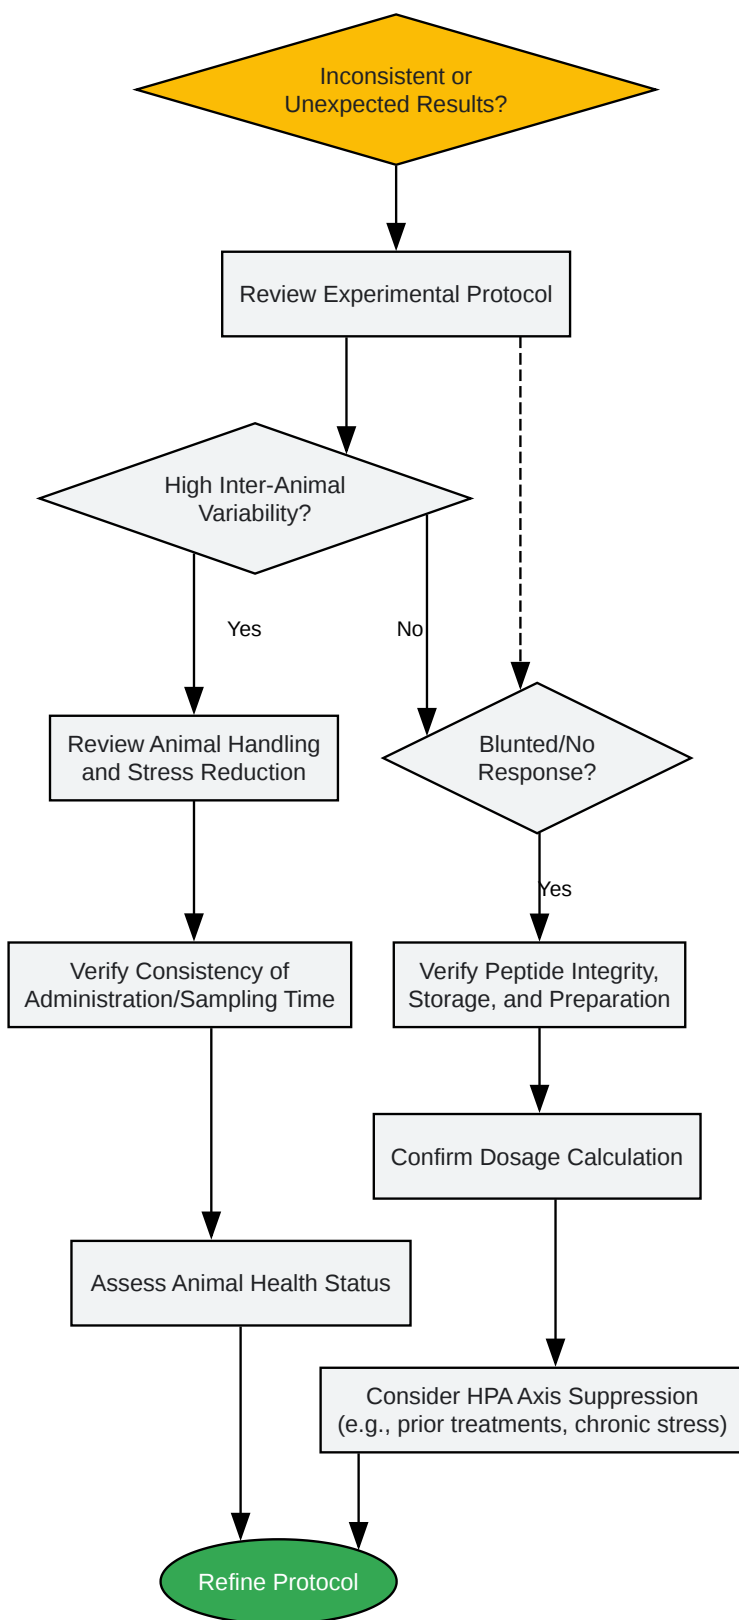 Inconsistent or
Unexpected Results?
Review Experimental Protocol
High Inter-Animal
Variability?
Yes
No
Review Animal Handling
and Stress Reduction
Blunted/No
Response?
Yes
Verify Consistency of
Administration/Sampling Time
Verify Peptide Integrity,
Storage, and Preparation
Confirm Dosage Calculation
Assess Animal Health Status
Consider HPA Axis Suppression
(e.g., prior treatments, chronic stress)
Refine Protocol